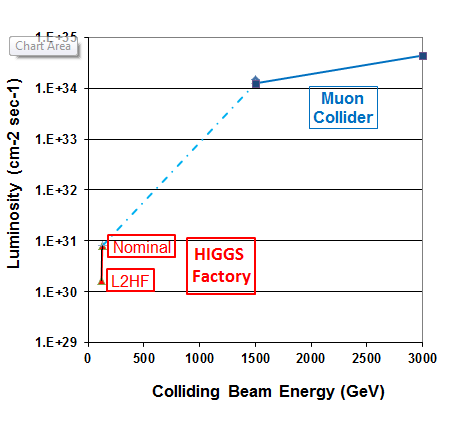 1.E+35
Chart Area
1.E+34
1.E+33
1.E+32
1.E+31
1.E+30
1.E+29
Luminosity (cm-2 sec-1)
Muon
Collider
Nominal
L2HF
HIGGS
Factory
0 500 1000 1500 2000 2500 3000
Colliding Beam Energy (GeV)